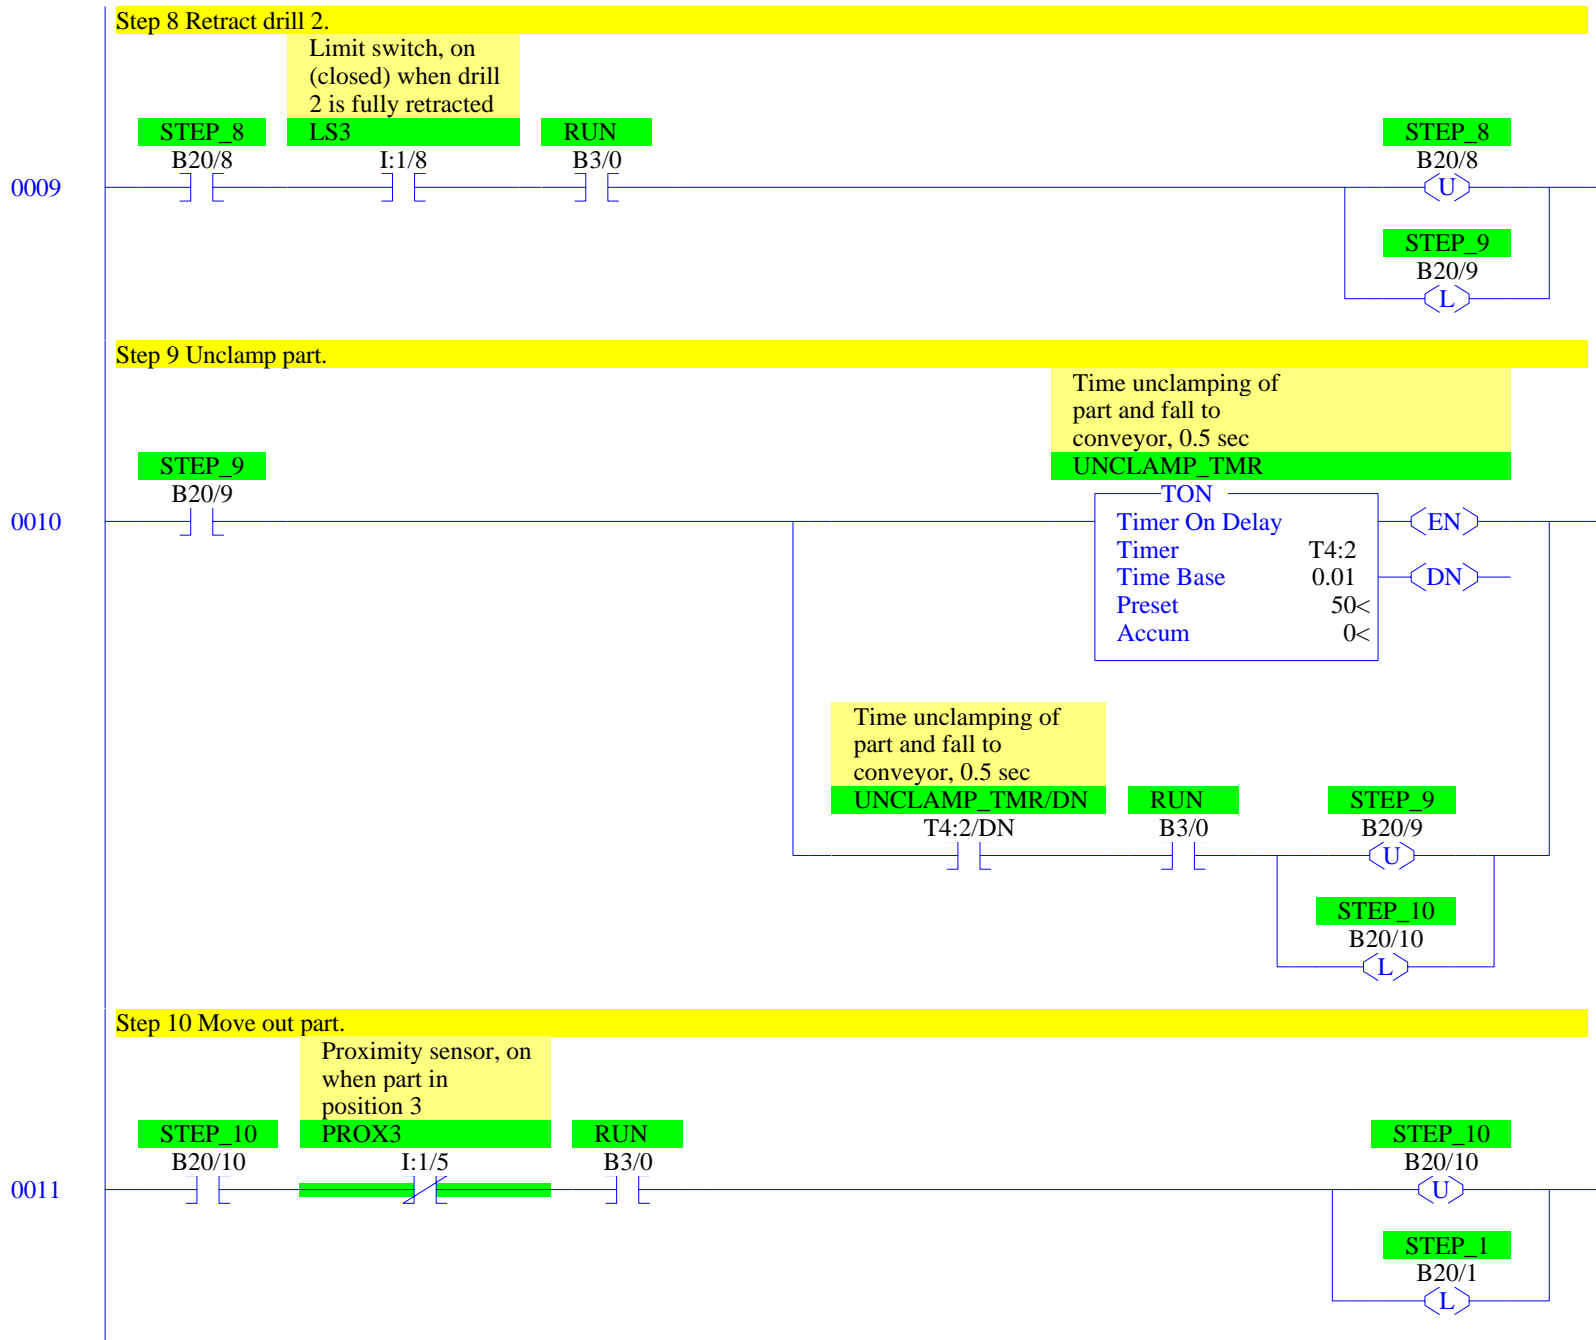 Step 8 Retract drill 2.
Limit switch, on
(closed) when drill
2 is fully retracted
STEP_8 LS3 RUN STEP_8
B20/8 I:1/8 B3/0 B20/8
0009 U
STEP_9
B20/9
L
Step 9 Unclamp part.
Time unclamping of
part and fall to
conveyor, 0.5 sec
STEP_9 UNCLAMP_TMR
B20/9
TON
0010 Timer On Delay EN
Timer T4:2
Time Base 0.01 DN
Preset 50<
Accum 0<
Time unclamping of
part and fall to
conveyor, 0.5 sec
UNCLAMP_TMR/DN RUN STEP_9
T4:2/DN B3/0 B20/9
U
STEP_10
B20/10
L
Step 10 Move out part.
Proximity sensor, on
when part in
position 3
STEP_10 PROX3 RUN STEP_10
B20/10 I:1/5 B3/0 B20/10
0011 U
STEP_1
B20/1
L